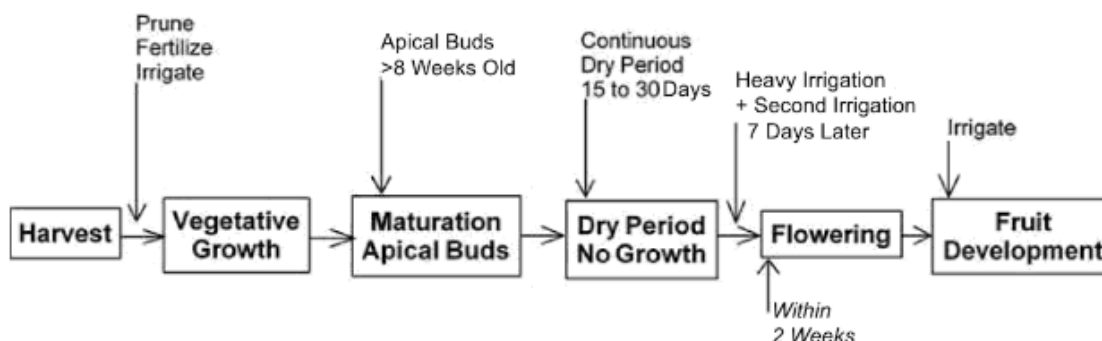 Prune
Fertilize
Irrigate
Apical Buds
>8 Weeks Old
Continuous
Dry Period
15 to 30 Days
Heavy Irrigation
+ Second Irrigation
7 Days Later
Irrigate
Harvest
Vegetative
Growth
Maturation
Apical Buds
Dry Period
No Growth
Flowering
Fruit
Development
Within
2 Weeks